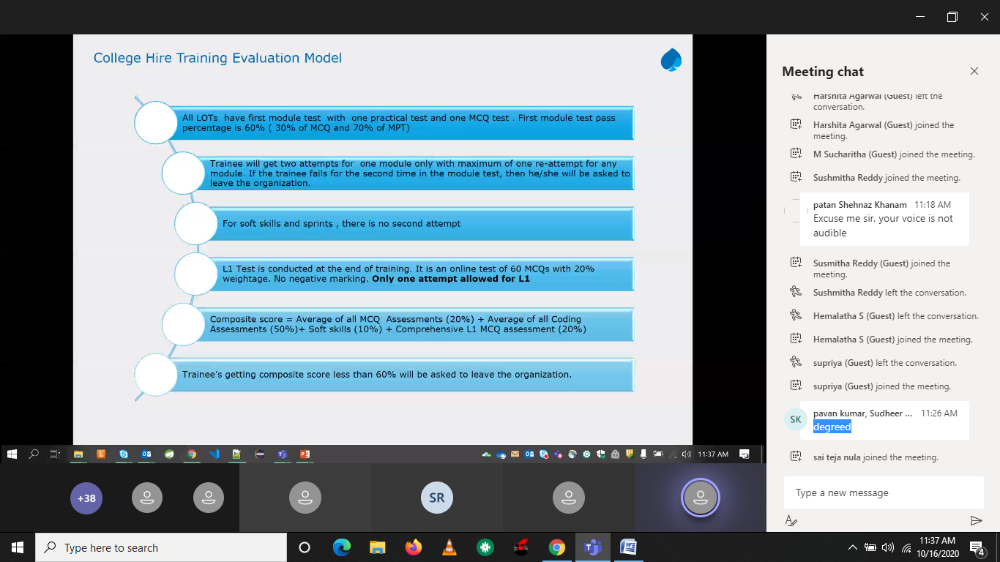 College Hire Training Evaluation Model
All LOTs have first module test with one practical test and one MCQ test . First module test pass
percentage is 60% ( 30% of MCQ and 70% of MPT)
Trainee will get two attempts for one module only with maximum of one re-attempt for any
module. If the trainee fails for the second time in the module test, then he/she will be asked to
leave the organization.
For soft skills and sprints , there is no second attempt
L1 Test is conducted at the end of training. It is an online test of 60 MCQs with 20%
weightage. No negative marking. Only one attempt allowed for L1
Composite score = Average of all MCQ Assessments (20%) + Average of all Coding
Assessments (50%)+ Soft skills (10%) + Comprehensive L1 MCQ assessment (20%)
Trainee's getting composite score less than 60% will be asked to leave the organization.
11:37 AM
+38
SR
Meeting chat
Harshita Agarwal (Guest) left the
conversation.
Harshita Agarwal (Guest) joined the
meeting.
M Sucharitha (Guest) joined the meeting.
Sushmitha Reddy joined the meeting.
patan Shehnaz Khanam 11:18 AM
Excuse me sir, your voice is not
audible
Susmitha Reddy (Guest) joined the
meeting.
Sushmitha Reddy left the conversation.
Hemalatha S (Guest) left the conversation.
Hemalatha S (Guest) joined the meeting.
supriya (Guest) left the conversation.
supriya (Guest) joined the meeting.
SK
pavan kumar, Sudheer ... 11:26 AM
degreed
sai teja nula joined the meeting.
Type a new message
Type here to search
11:37 AM
10/16/2020
4